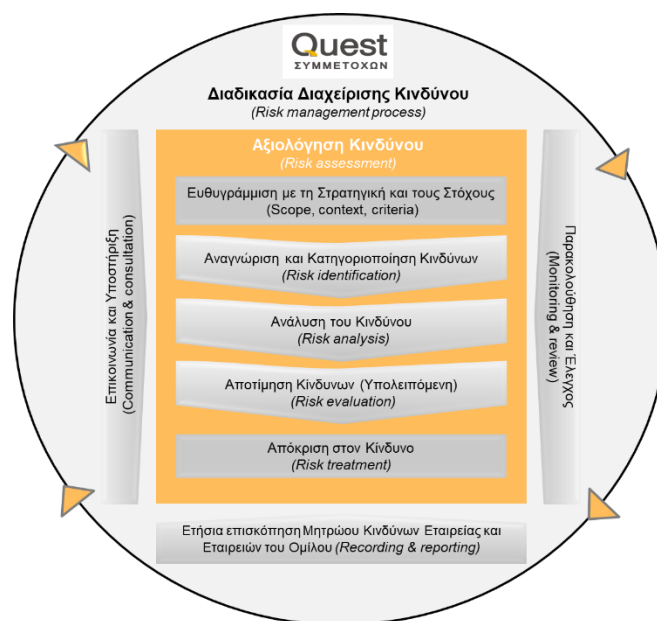 Quest
ΣΥΜΜΕΤΟΧΩΝ
Διαδικασία Διαχείρισης Κινδύνου
(Risk management process)
Αξιολόγηση Κινδύνου
(Risk assessment)
Ευθυγράμμιση με τη Στρατηγική και τους Στόχους
(Scope, context, criteria)
Αναγνώριση και Κατηγοριοποίηση Κινδύνων
(Risk identification)
Ανάλυση του Κινδύνου
(Risk analysis)
Αποτίμηση Κίνδυνων (Υπολειπόμενη)
(Risk evaluation)
Απόκριση στον Κίνδυνο
(Risk treatment)
Επικοινωνία και Υποστήριξη
(Communication & consultation)
Παρακολούθηση και Έλεγχος
(Monitoring & review)
Ετήσια επισκόπηση Μητρώου Κινδύνων Εταιρείας και
Εταιρειών του Ομίλου (Recording & reporting)